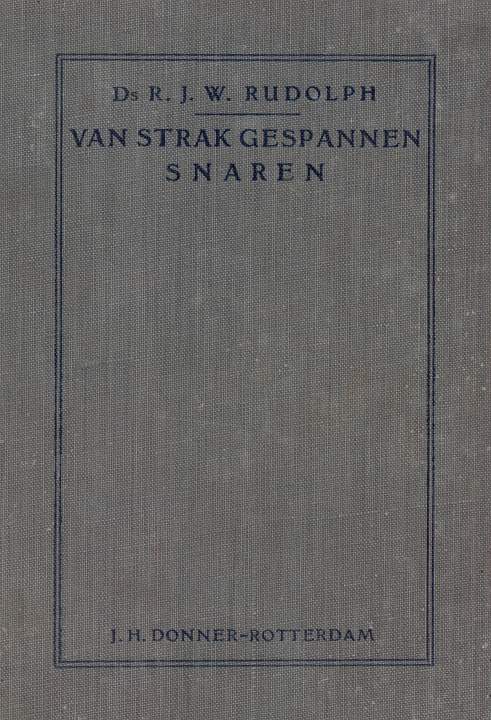 Ds R. J. W. RUDOLPH
VAN STRAK GESPANNEN
SNAREN
J. H. DONNER-ROTTERDAM